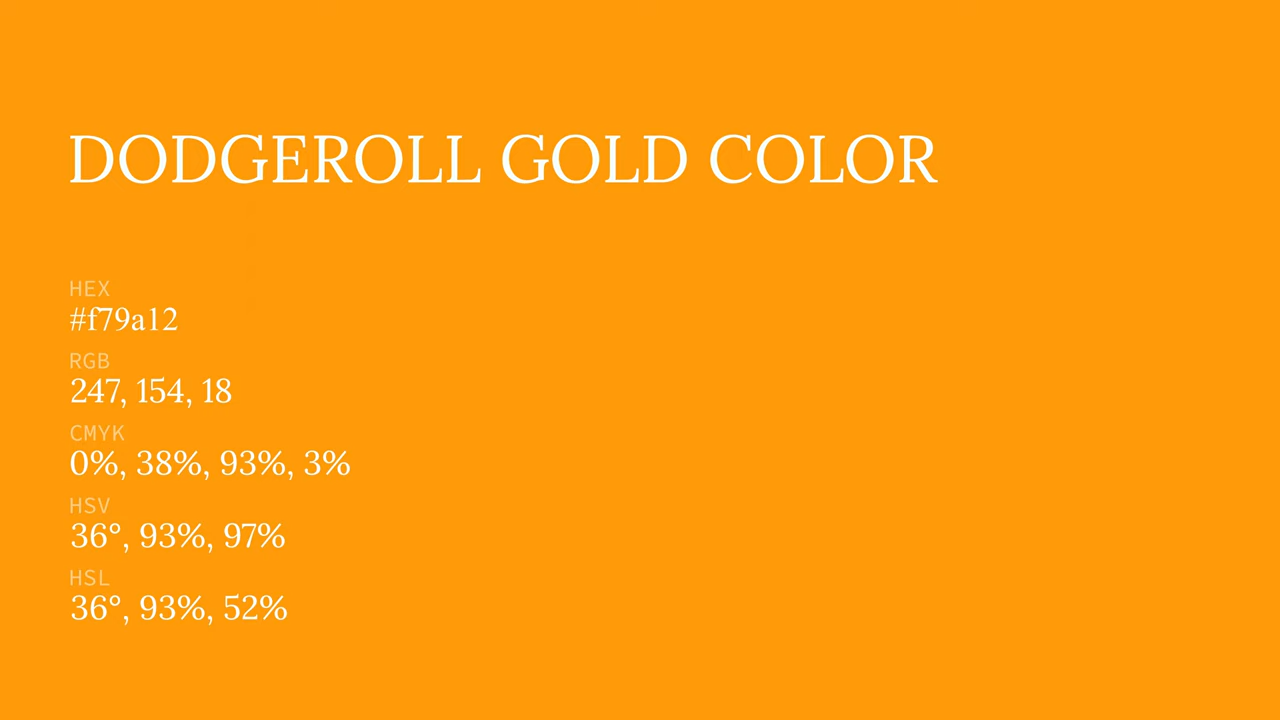 DODGEROLL GOLD COLOR
HEX
#f79a12
RGB
247, 154, 18
CMYK
0%, 38%, 93%, 3%
HSV
36°, 93%, 97%
HSL
36°, 93%, 52%